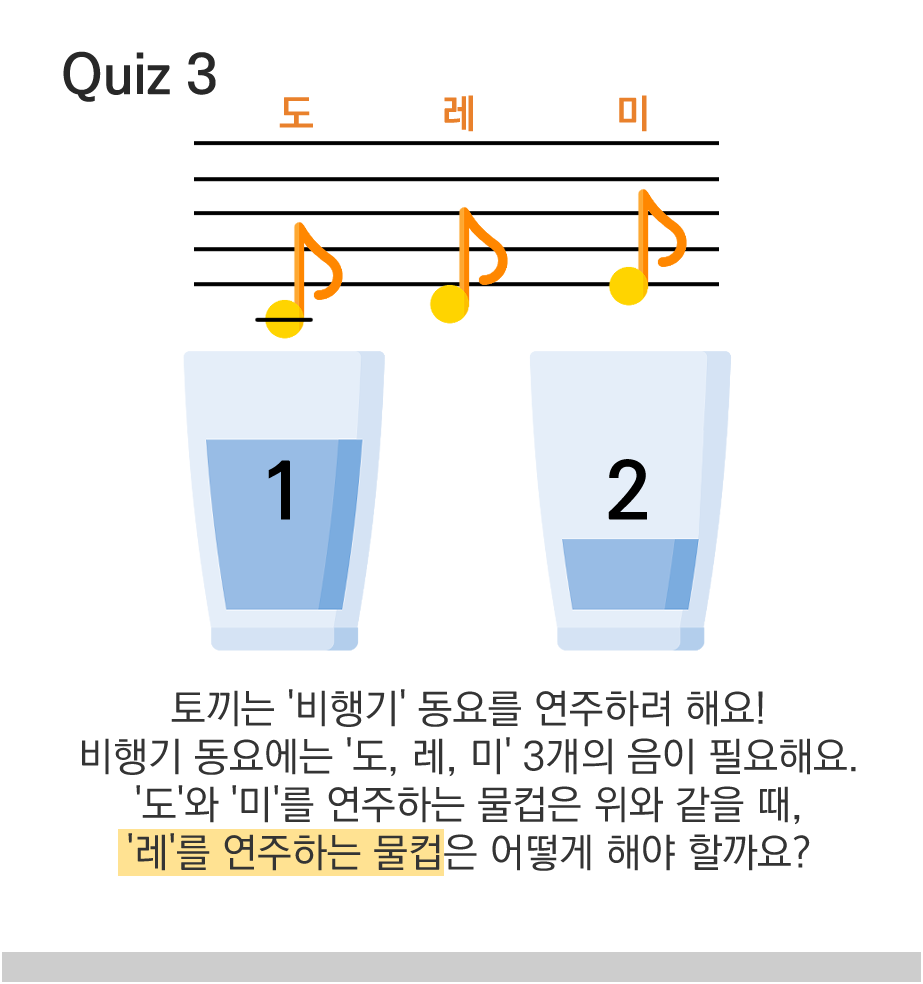 Quiz 3
도 레 미
1 2
토끼는 '비행기' 동요를 연주하려 해요!
비행기 동요에는 '도, 레, 미' 3개의 음이 필요해요.
'도'와 '미'를 연주하는 물컵은 위와 같을 때,
'레'를 연주하는 물컵은 어떻게 해야 할까요?